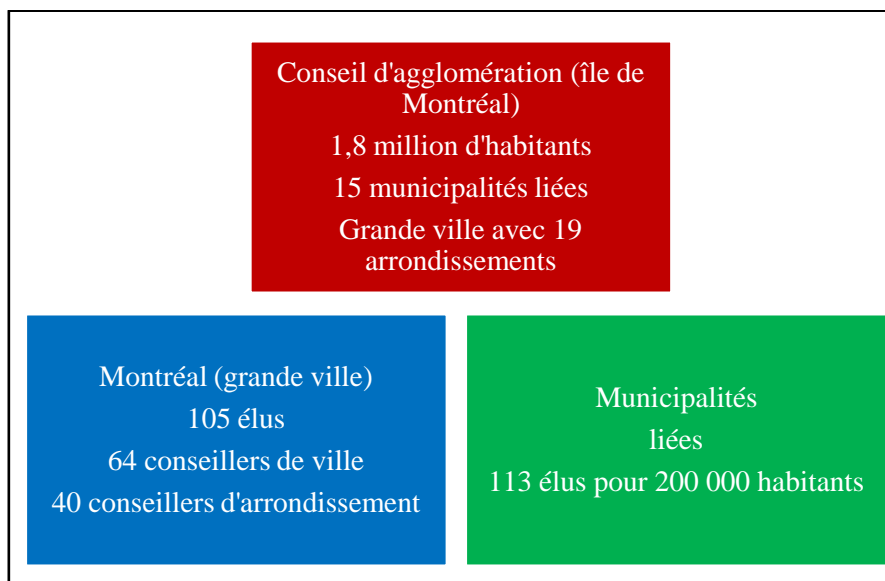 Conseil d'agglomération (île de
Montréal)
1,8 million d'habitants
15 municipalités liées
Grande ville avec 19
arrondissements
Montréal (grande ville)
105 élus
64 conseillers de ville
40 conseillers d'arrondissement
Municipalités
liées
113 élus pour 200 000 habitants